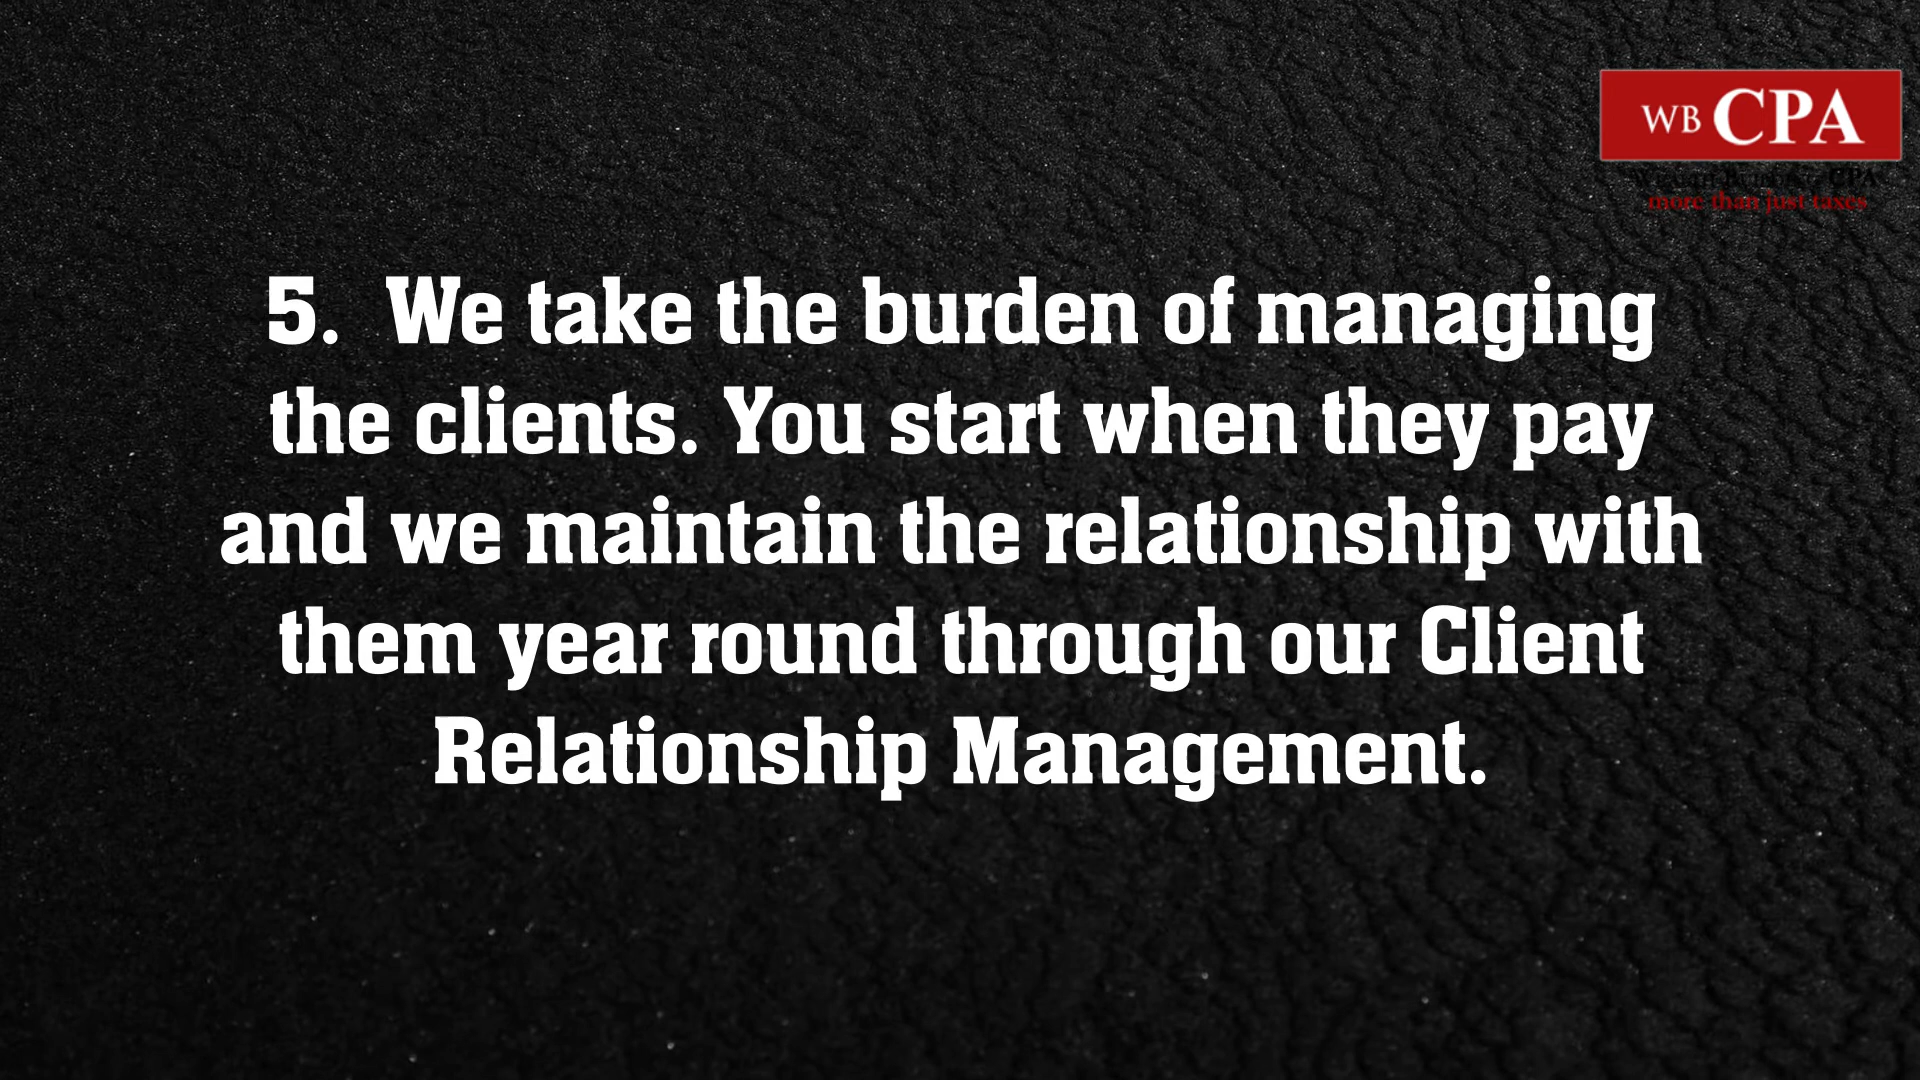 WB CPA
CPA
more than just taxes
5. We take the burden of managing
the clients. You start when they pay
and we maintain the relationship with
them year round through our Client
Relationship Management.